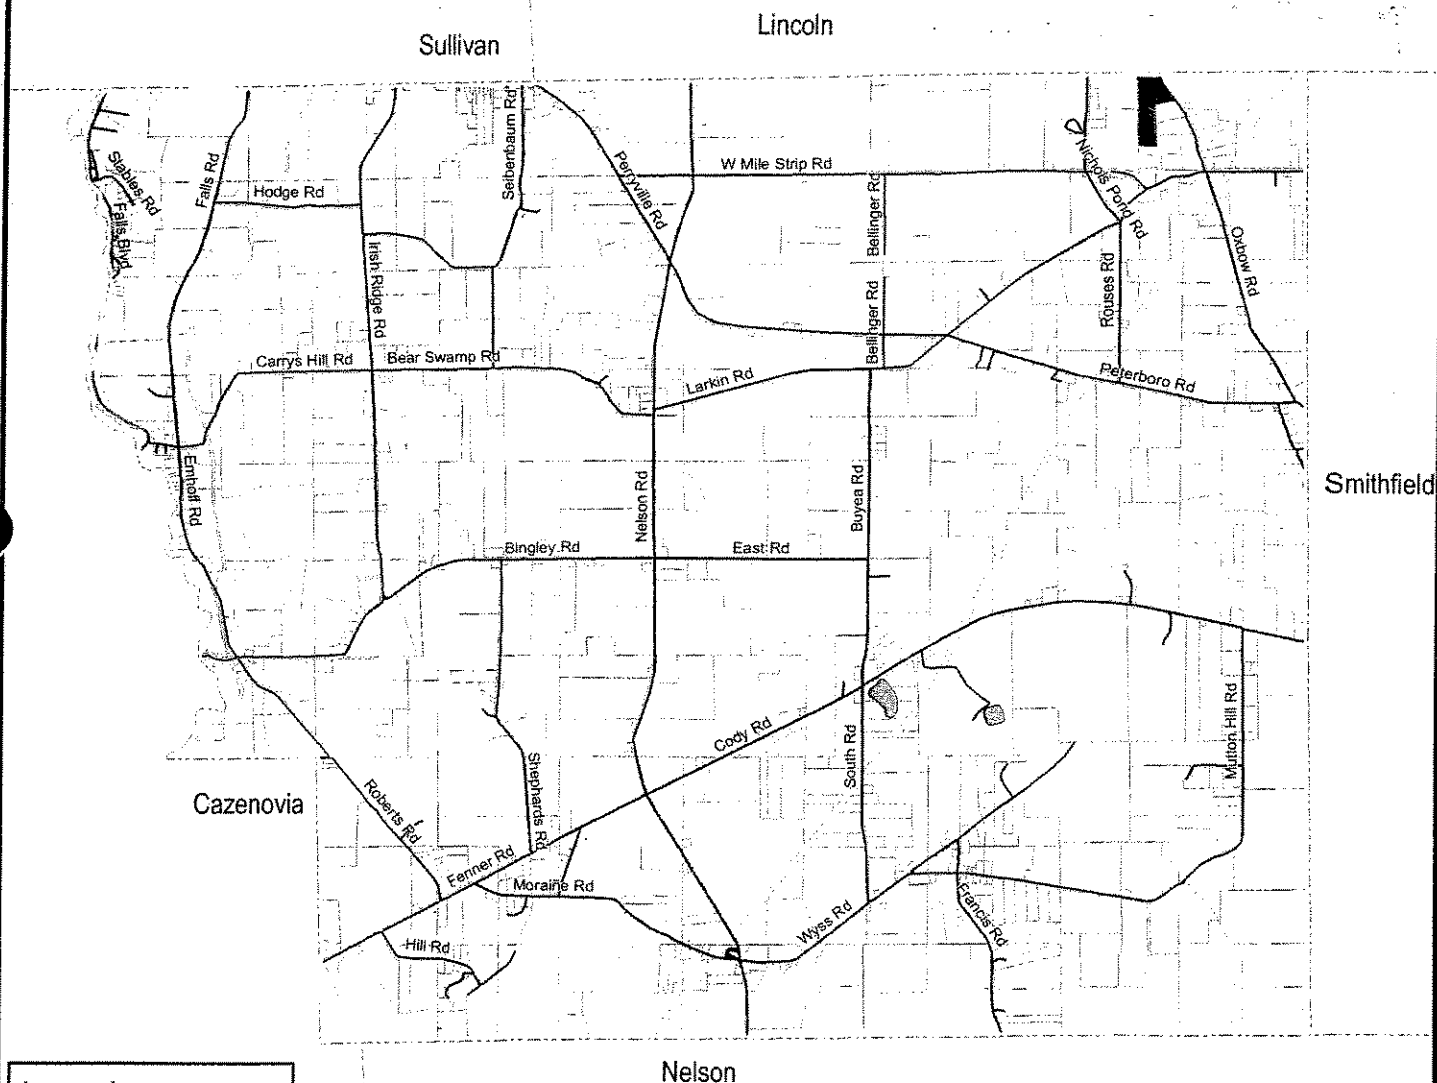 Lincoln
Sullivan
Seibenbaum Rd
Stables Rd
Falls Rd
Hodge Rd
Perryville Rd
W Mile Strip Rd
Nichols Pond Rd
Bellinger Rd
Falls Blvd
Irish Ridge Rd
Oxbow Rd
Rouses Rd
Bellinger Rd
Carrys Hill Rd
Bear Swamp Rd
Larkin Rd
Peterboro Rd
Emhoff Rd
Nelson Rd
Buyea Rd
Smithfield
Bingley Rd
East Rd
Mutton Hill Rd
Cody Rd
South Rd
Cazenovia
Roberts Rd
Shephards Rd
Fenner Rd
Moraine Rd
Wyss Rd
Francis Rd
Hill Rd
Nelson